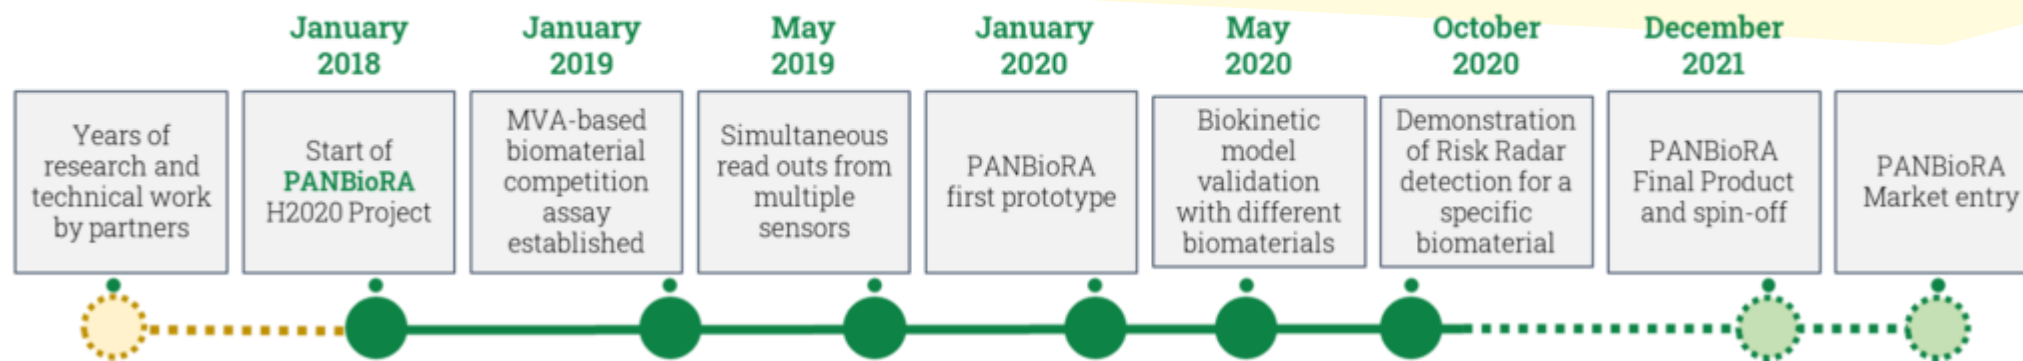 January
2018
January
2019
May
2019
January
2020
May
2020
October
2020
December
2021
Years of
research and
technical work
by partners
Start of
PANBioRA
H2020 Project
MVA-based
biomaterial
competition
assay
established
Simultaneous
read outs from
multiple
sensors
PANBioRA
first prototype
Biokinetic
model
validation
with different
biomaterials
Demonstration
of Risk Radar
detection for a
specific
biomaterial
PANBioRA
Final Product
and spin-off
PANBioRA
Market entry